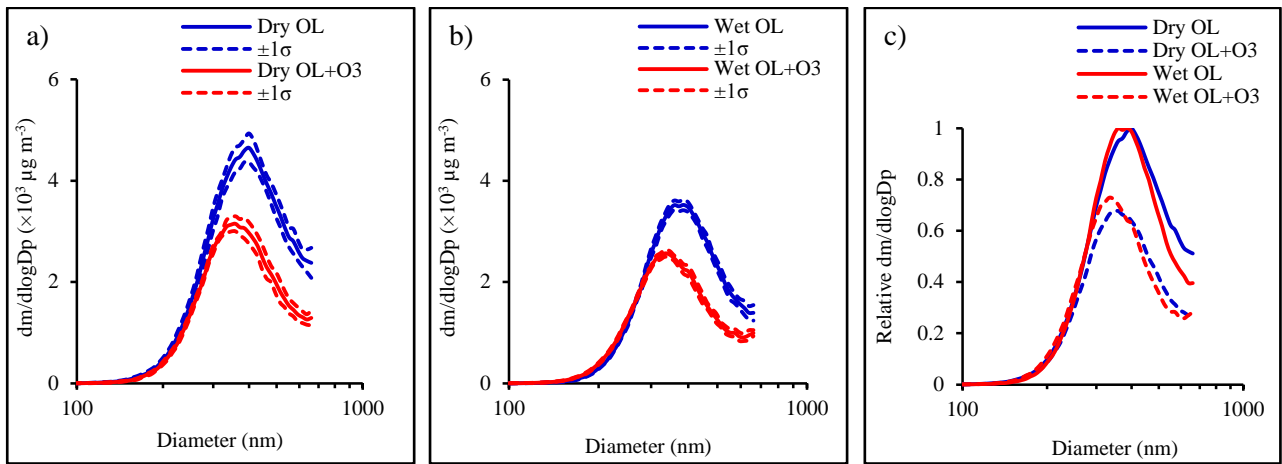 a)
Dry OL
±1σ
Dry OL+O3
±1σ
dm/dlogDp (×10³ µg m⁻³)
6
4
2
0
100
1000
Diameter (nm)
b)
Wet OL
±1σ
Wet OL+O3
±1σ
dm/dlogDp (×10³ µg m⁻³)
6
4
2
0
100
1000
Diameter (nm)
c)
Dry OL
Dry OL+O3
Wet OL
Wet OL+O3
Relative dm/dlogDp
1
0.8
0.6
0.4
0.2
0
100
1000
Diameter (nm)